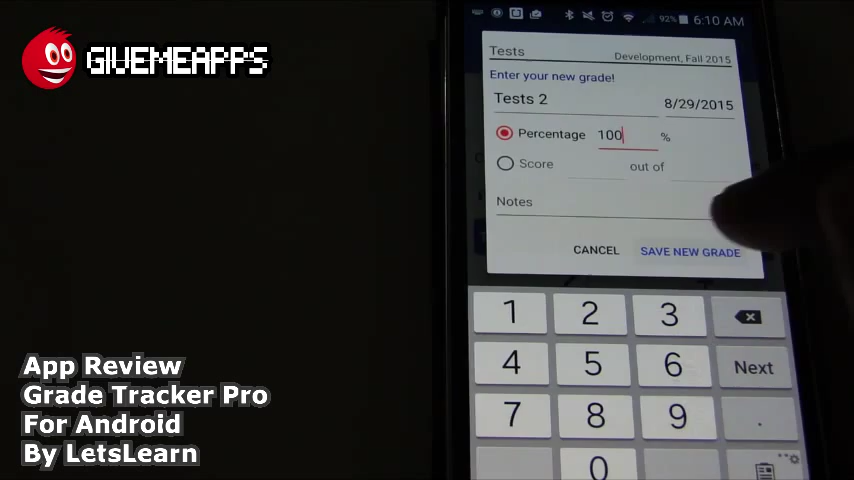 GIVEMEAPPS
92% 6:10 AM
Tests
Development, Fall 2015
Enter your new grade!
Tests 2 8/29/2015
Percentage 100 %
Score out of
Notes
CANCEL SAVE NEW GRADE
1 2 3
4 5 6 Next
7 8 9 .
0
App Review
Grade Tracker Pro
For Android
By LetsLearn